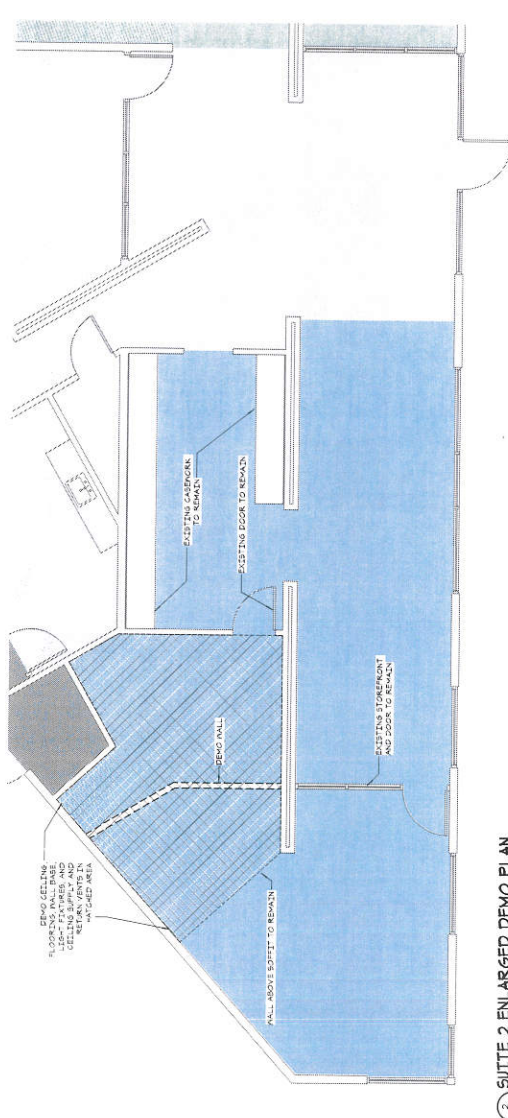 DEMO CEILING,
FLOORING, WALL BASE,
LIGHT FIXTURES, AND
CEILING SUPPLY AND
RETURN VENTS IN
HATCHED AREA
DEMO WALL
WALL ABOVE SOFFIT TO REMAIN
EXISTING CASEWORK
TO REMAIN
EXISTING DOOR TO REMAIN
EXISTING STOREFRONT
AND DOOR TO REMAIN
2 SUITE 2 ENLARGED DEMO PLAN